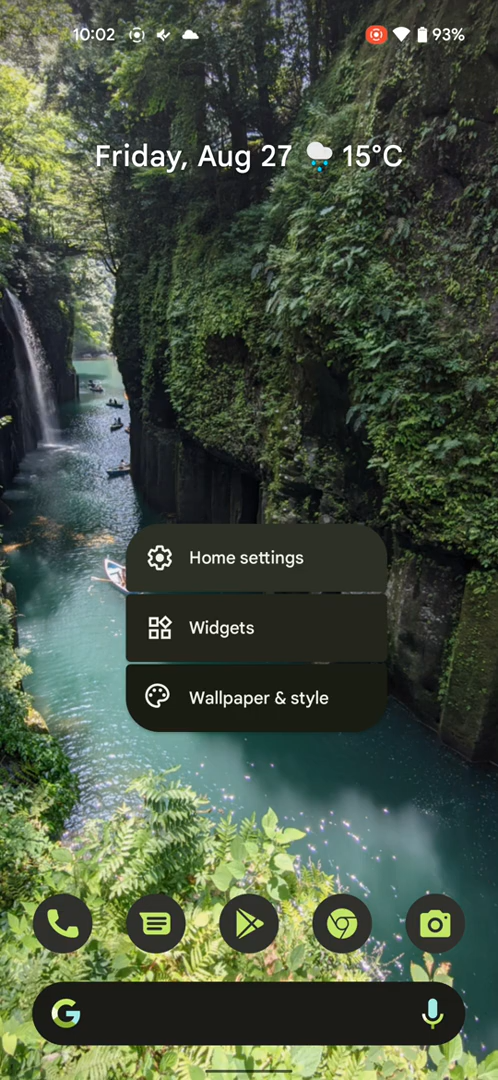 10:02
93%
Friday, Aug 27 15°C
Home settings
Widgets
Wallpaper & style